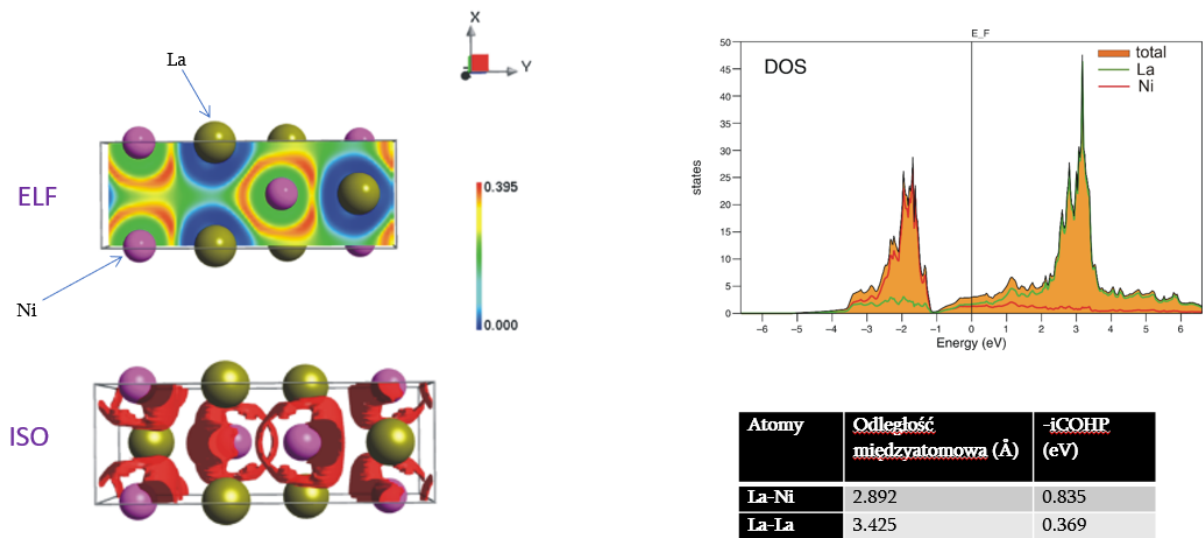 La
X
Y
ELF
0.395
0.000
Ni
ISO
E_F
DOS
total
La
Ni
states
50
45
40
35
30
25
20
15
10
5
0
-6 -5 -4 -3 -2 -1 0 1 2 3 4 5 6
Energy (eV)
Atomy Odległość -iCOHP
międzyatomowa (Å) (eV)
La-Ni 2.892 0.835
La-La 3.425 0.369